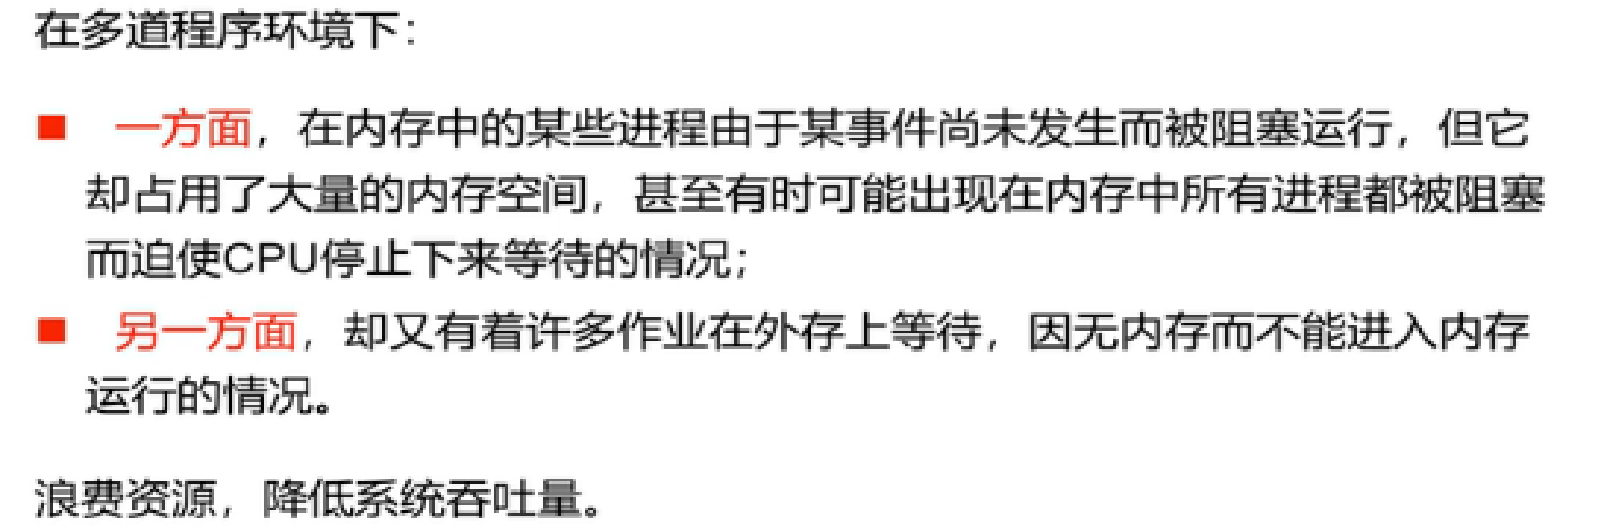 在多道程序环境下：
■ 一方面，在内存中的某些进程由于某事件尚未发生而被阻塞运行，但它
却占用了大量的内存空间，甚至有时可能出现在内存中所有进程都被阻塞
而迫使CPU停止下来等待的情况；
■ 另一方面，却又有着许多作业在外存上等待，因无内存而不能进入内存
运行的情况。
浪费资源，降低系统吞吐量。